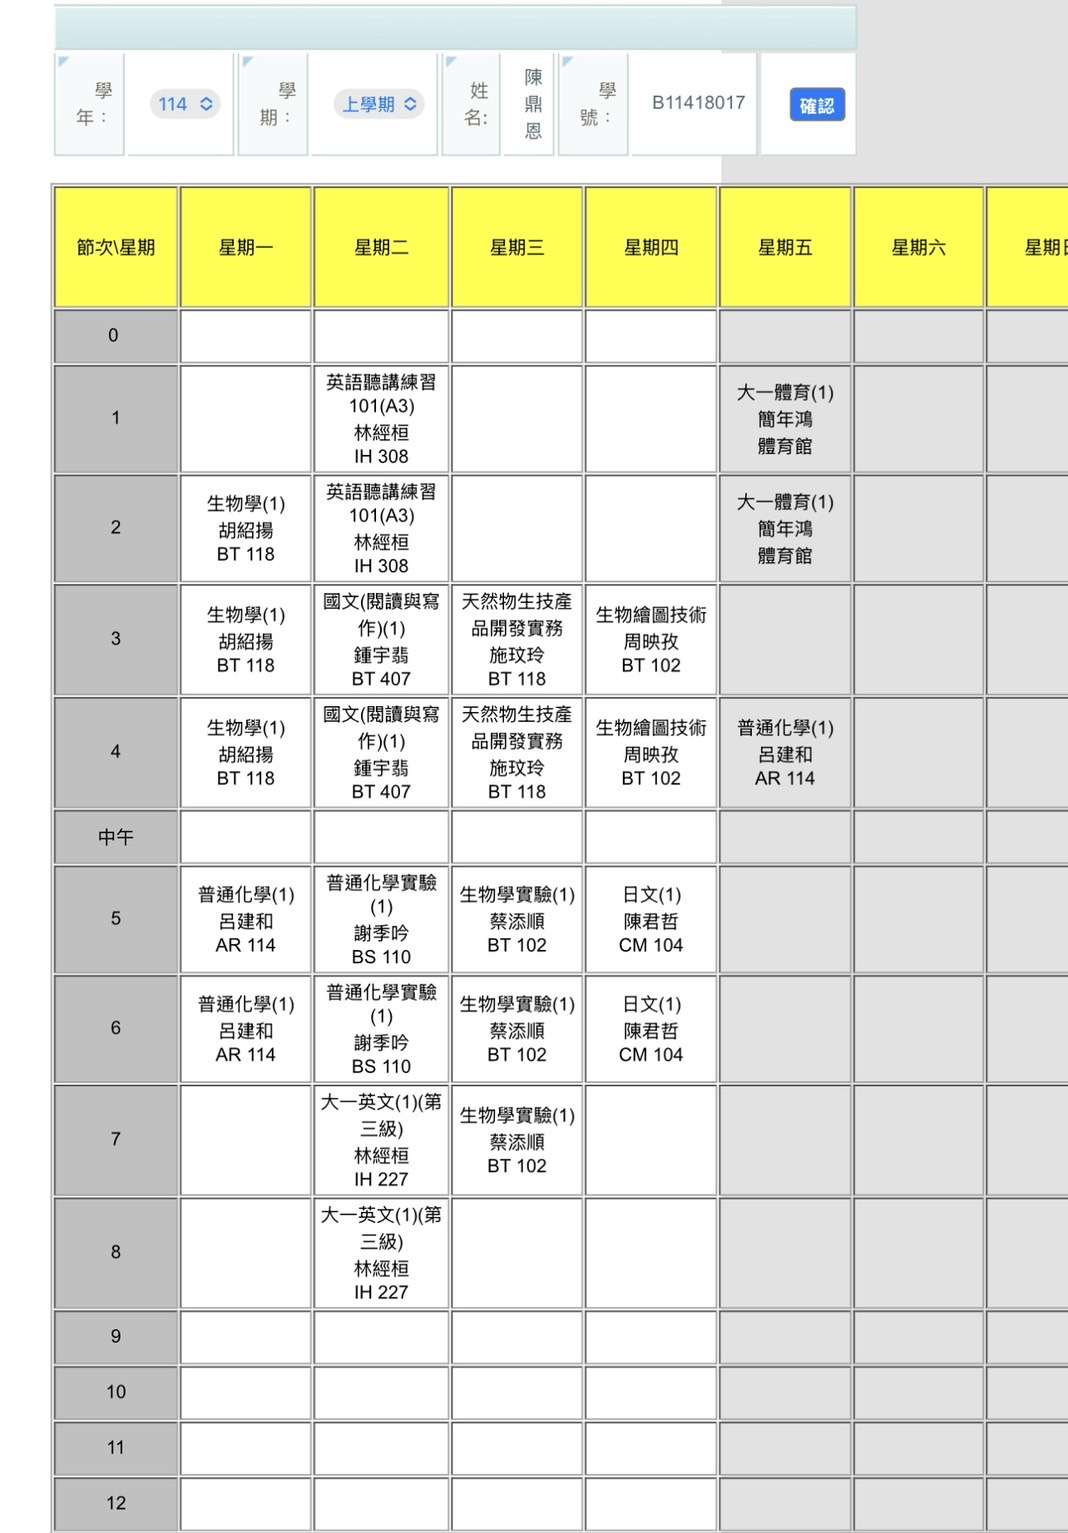 學年：
114
學期：
上學期
姓名:
陳鼎恩
學號：
B11418017
確認
節次\星期
星期一
星期二
星期三
星期四
星期五
星期六
星期日
0
1
英語聽講練習
101(A3)
林經桓
IH 308
大一體育(1)
簡年鴻
體育館
2
生物學(1)
胡紹揚
BT 118
英語聽講練習
101(A3)
林經桓
IH 308
大一體育(1)
簡年鴻
體育館
3
生物學(1)
胡紹揚
BT 118
國文(閱讀與寫
作)(1)
鍾宇翡
BT 407
天然物生技產
品開發實務
施玟玲
BT 118
生物繪圖技術
周映孜
BT 102
4
生物學(1)
胡紹揚
BT 118
國文(閱讀與寫
作)(1)
鍾宇翡
BT 407
天然物生技產
品開發實務
施玟玲
BT 118
生物繪圖技術
周映孜
BT 102
普通化學(1)
呂建和
AR 114
中午
5
普通化學(1)
呂建和
AR 114
普通化學實驗
(1)
謝季吟
BS 110
生物學實驗(1)
蔡添順
BT 102
日文(1)
陳君哲
CM 104
6
普通化學(1)
呂建和
AR 114
普通化學實驗
(1)
謝季吟
BS 110
生物學實驗(1)
蔡添順
BT 102
日文(1)
陳君哲
CM 104
7
大一英文(1)(第
三級)
林經桓
IH 227
生物學實驗(1)
蔡添順
BT 102
8
大一英文(1)(第
三級)
林經桓
IH 227
9
10
11
12